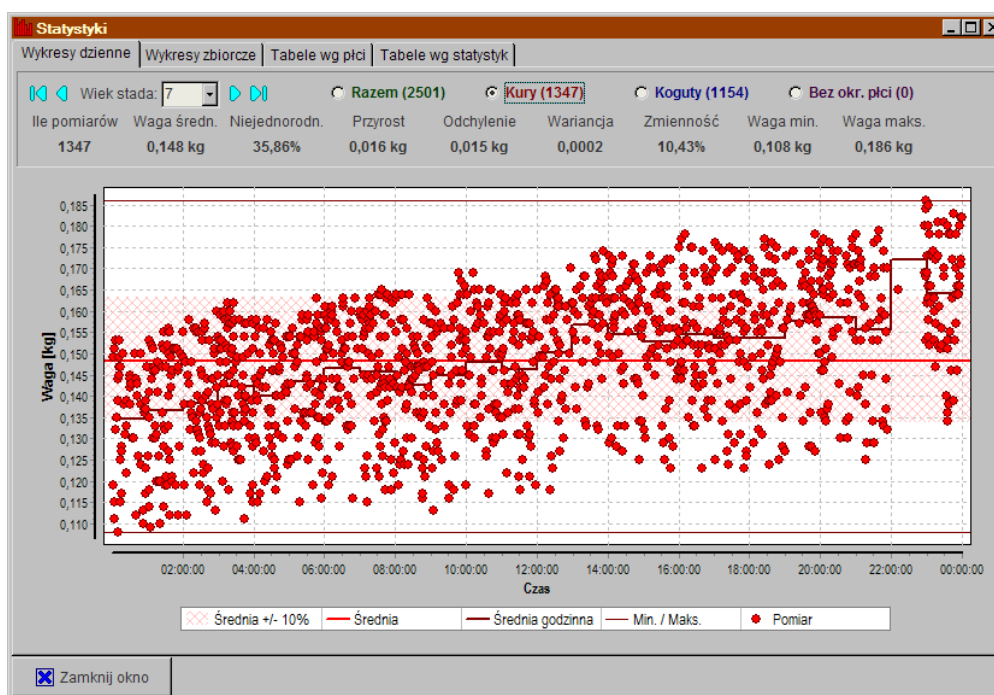 Statystyki
Wykresy dzienne Wykresy zbiorcze Tabele wg płci Tabele wg statystyk
Wiek stada: 7 Razem (2501) Kury (1347) Koguty (1154) Bez okr. płci (0)
Ile pomiarów Waga średn. Niejednorodn. Przyrost Odchylenie Wariancja Zmienność Waga min. Waga maks.
1347 0,148 kg 35,86% 0,016 kg 0,015 kg 0,0002 10,43% 0,108 kg 0,186 kg
Waga [kg]
0,185
0,180
0,175
0,170
0,165
0,160
0,155
0,150
0,145
0,140
0,135
0,130
0,125
0,120
0,115
0,110
02:00:00 04:00:00 06:00:00 08:00:00 10:00:00 12:00:00 14:00:00 16:00:00 18:00:00 20:00:00 22:00:00 00:00:00
Czas
Średnia +/- 10% Średnia Średnia godzinna Min. / Maks. Pomiar
Zamknij okno